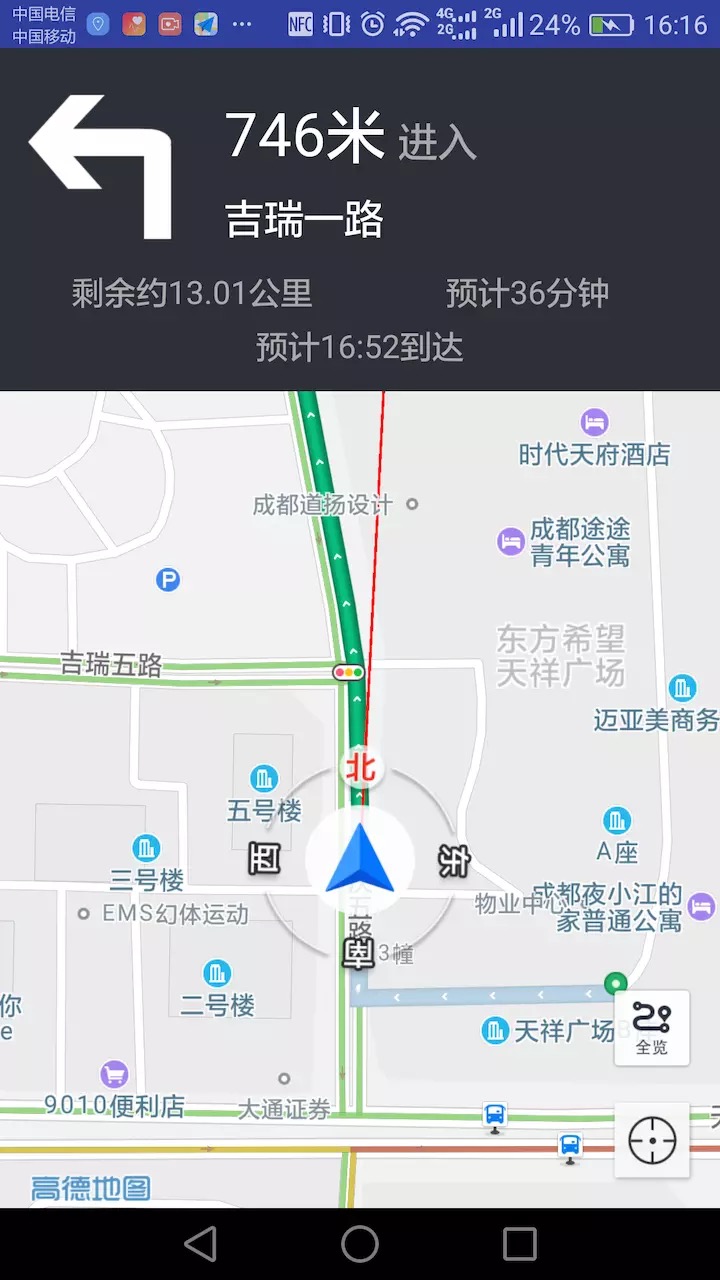 中国电信
中国移动
NFC
4G
2G
2G
24%
16:16
746米 进入
吉瑞一路
剩余约13.01公里
预计36分钟
预计16:52到达
时代天府酒店
成都道扬设计
成都途途
青年公寓
P
东方希望
天祥广场
吉瑞五路
迈亚美商务
北
五号楼
A座
西
东
三号楼
成都夜小江的
家普通公寓
物业中心
EMS幻体运动
五路
南
3幢
二号楼
你
e
天祥广场B
全览
9010便利店
大通证券
天
高德地图